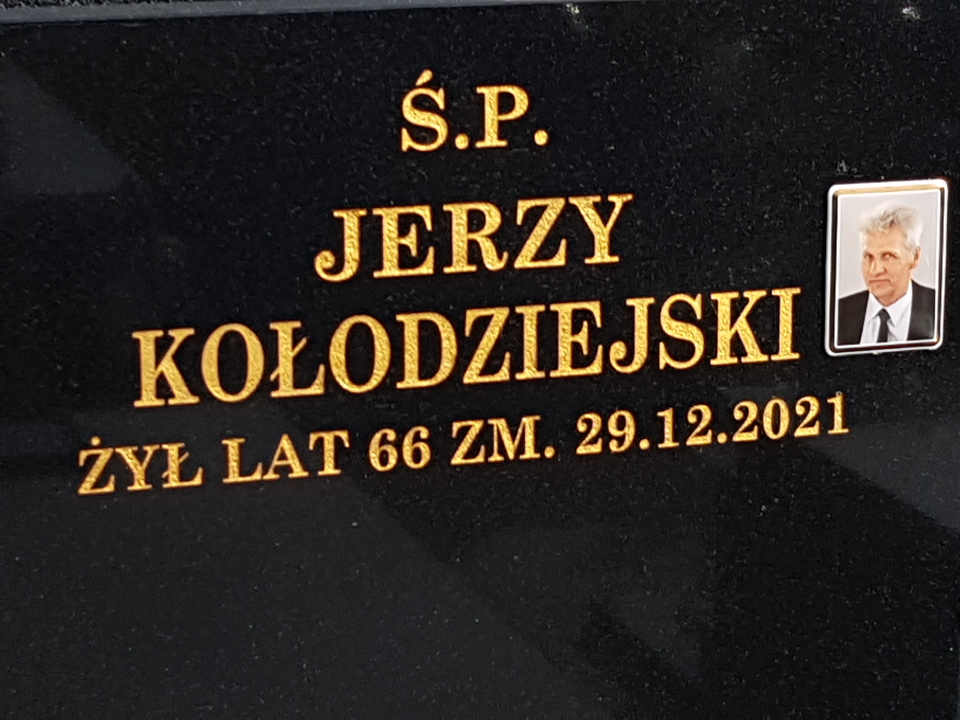 Ś.P.
JERZY
KOŁODZIEJSKI
ŻYŁ LAT 66 ZM. 29.12.2021